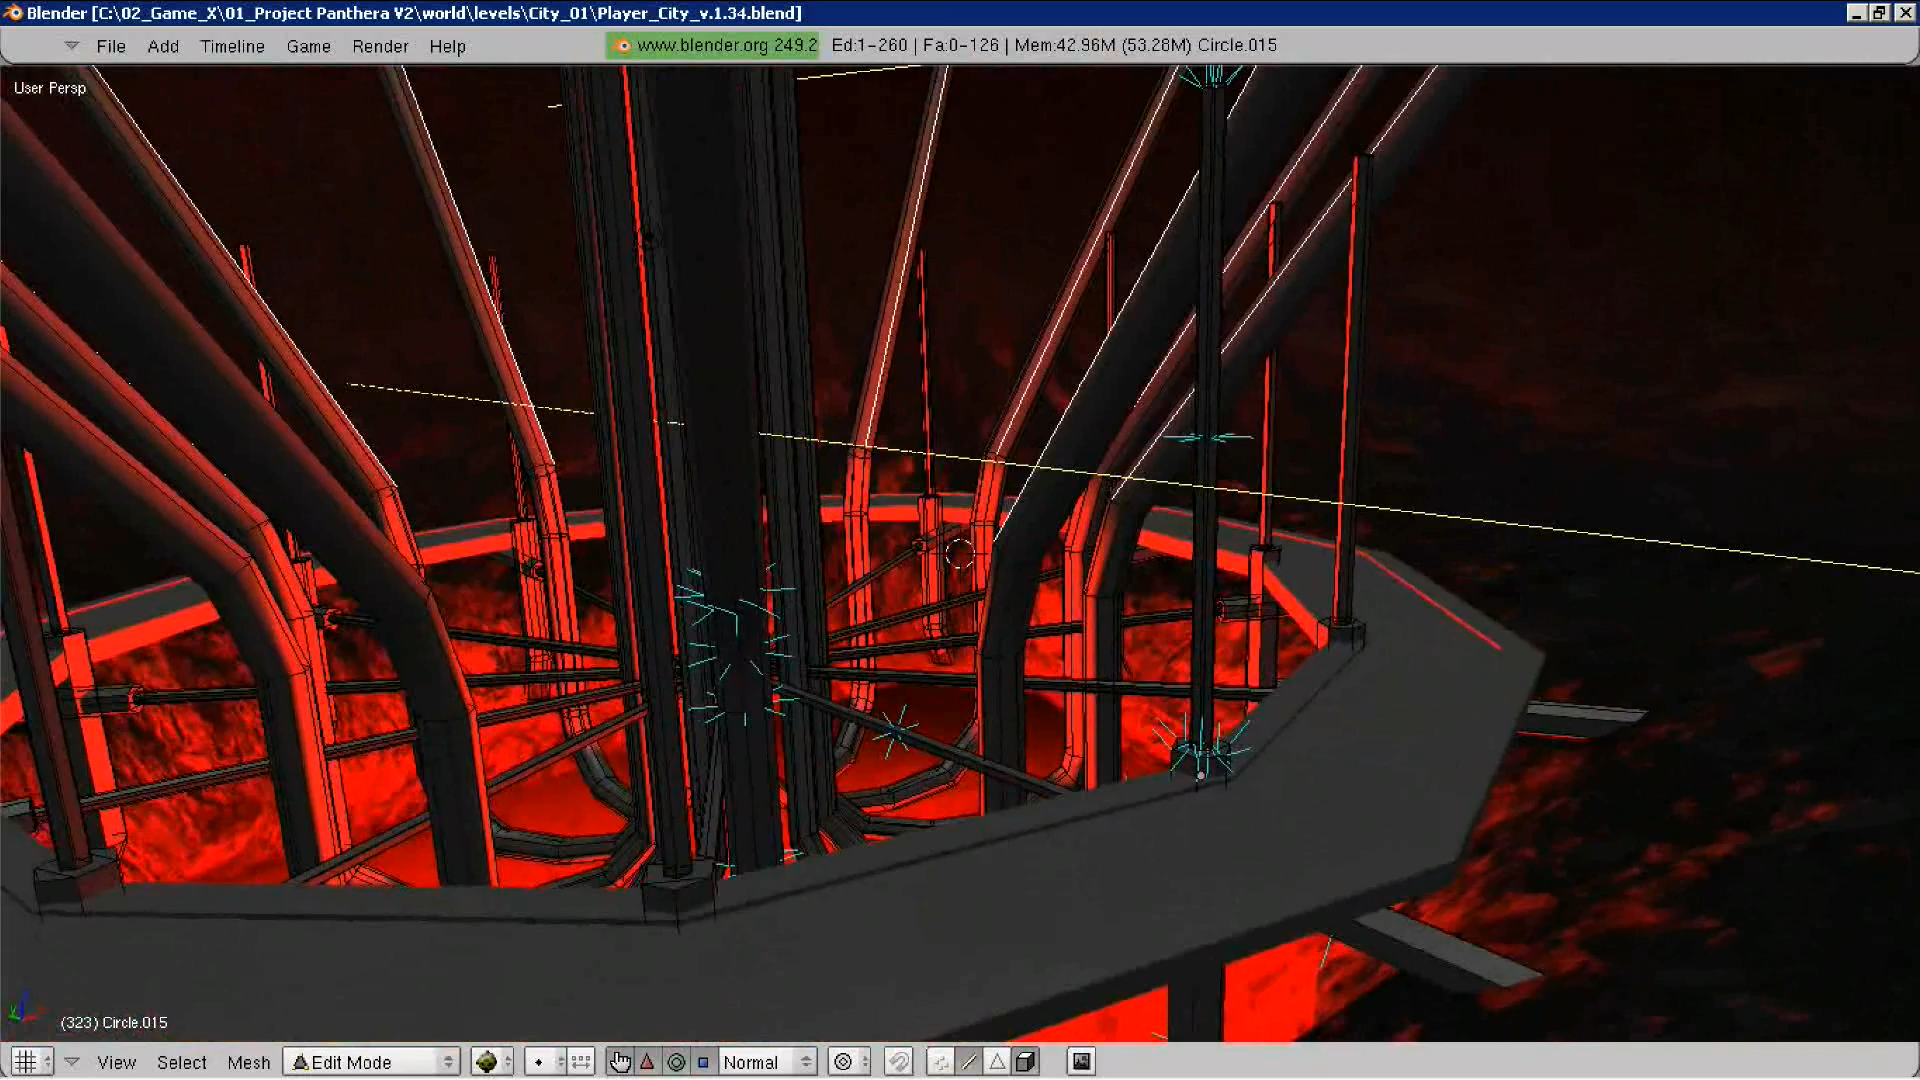 Blender [C:\02_Game_X\01_Project Panthera V2\world\levels\City_01\Player_City_v.1.34.blend]
File Add Timeline Game Render Help www.blender.org 249.2 Ed:1-260 | Fa:0-126 | Mem:42.96M (53.28M) Circle.015
User Persp
(323) Circle.015
View Select Mesh Edit Mode Normal